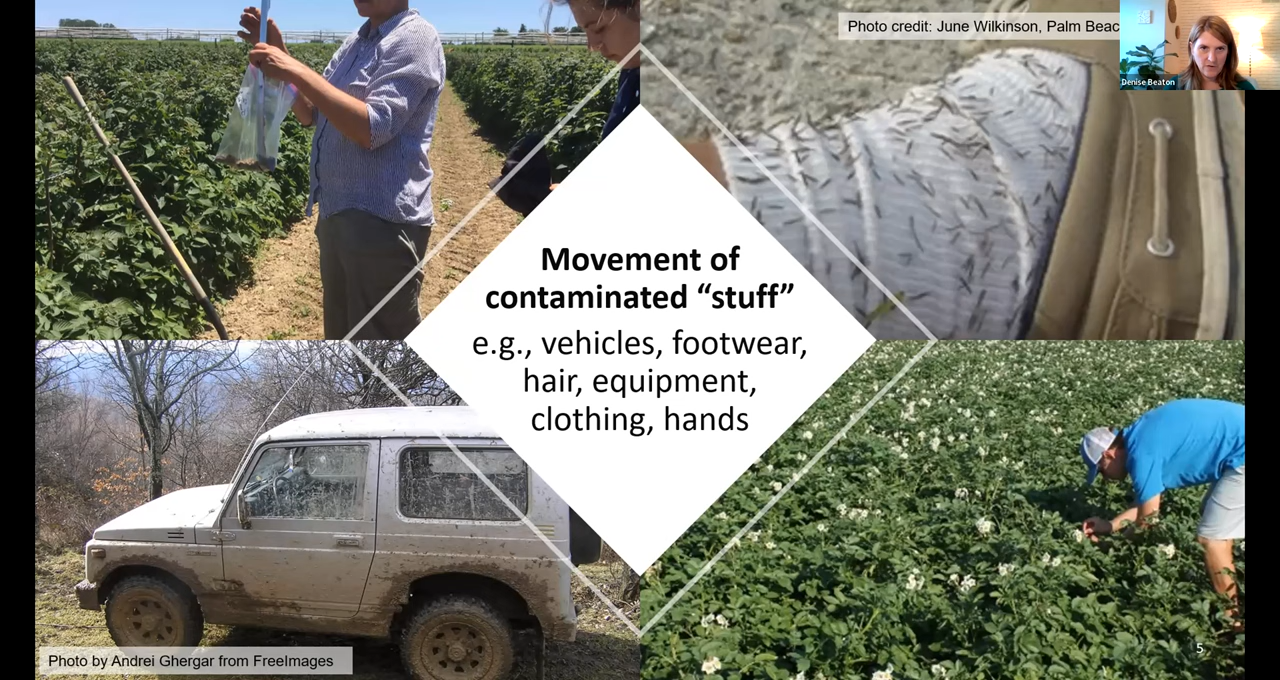 Photo credit: June Wilkinson, Palm Beac
Denise Beaton
Movement of
contaminated “stuff”
e.g., vehicles, footwear,
hair, equipment,
clothing, hands
Photo by Andrei Ghergar from FreeImages
5